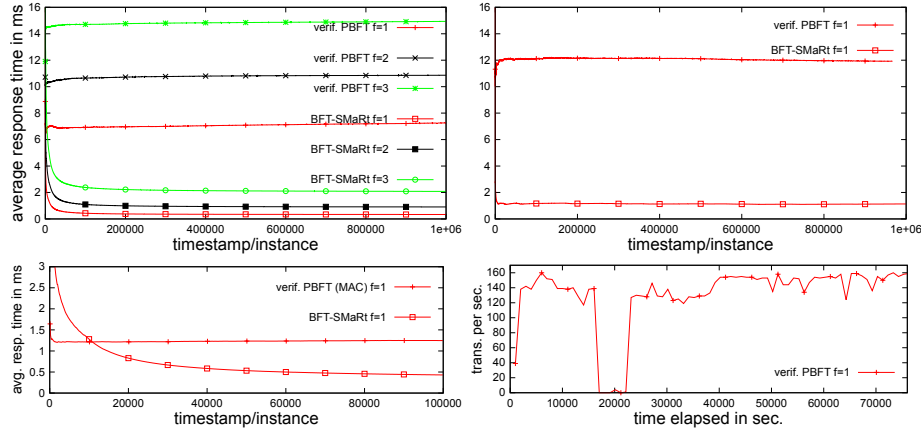 average response time in ms
16
14
12
10
8
6
4
2
0
verif. PBFT f=1
verif. PBFT f=2
verif. PBFT f=3
BFT-SMaRt f=1
BFT-SMaRt f=2
BFT-SMaRt f=3
0 200000 400000 600000 800000 1e+06
timestamp/instance
16
14
12
10
8
6
4
2
0
verif. PBFT f=1
BFT-SMaRt f=1
0 200000 400000 600000 800000 1e+06
timestamp/instance
avg. resp. time in ms
3
2.5
2
1.5
1
0.5
0
verif. PBFT (MAC) f=1
BFT-SMaRt f=1
0 20000 40000 60000 80000 100000
timestamp/instance
trans. per sec.
160
140
120
100
80
60
40
20
0
verif. PBFT f=1
0 10000 20000 30000 40000 50000 60000 70000
time elapsed in sec.